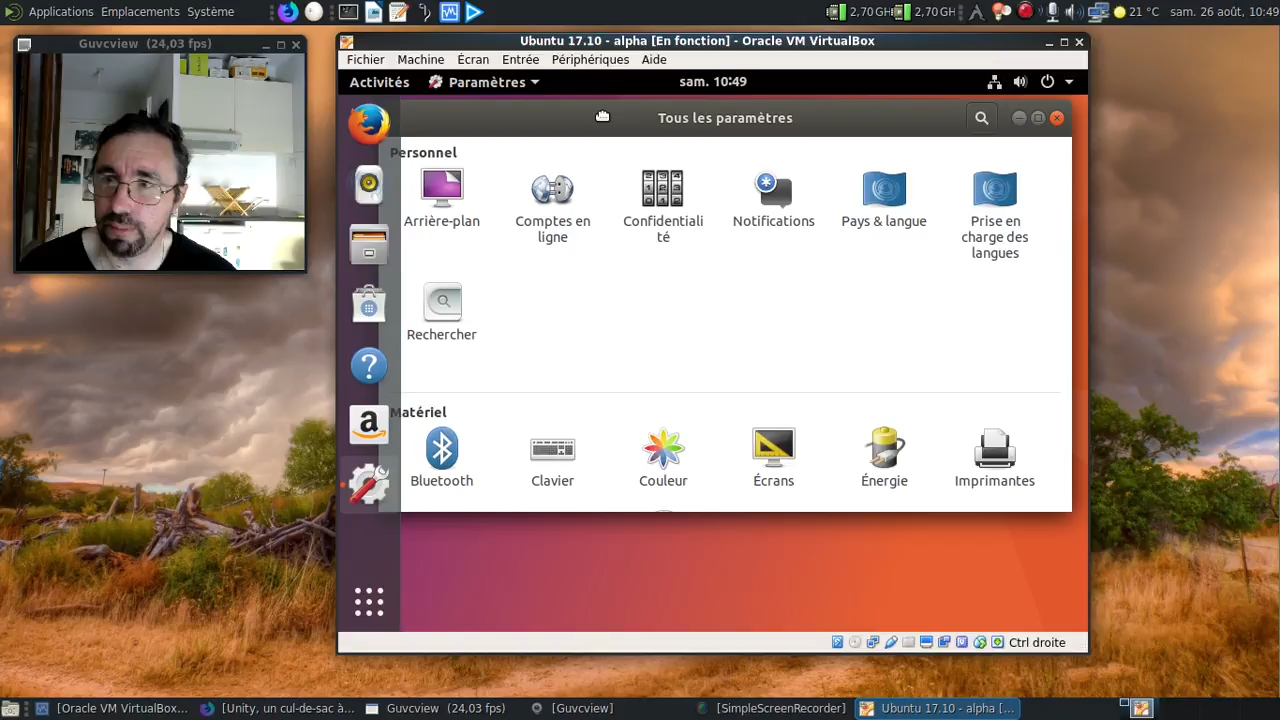 Applications Emplacements Système
2,70 GH 2,70 GH 21 °C sam. 26 août, 10:49
Guvcview (24,03 fps)
Ubuntu 17.10 - alpha [En fonction] - Oracle VM VirtualBox
Fichier Machine Écran Entrée Périphériques Aide
Activités Paramètres sam. 10:49
Tous les paramètres
Personnel
Arrière-plan
Comptes en
ligne
Confidentiali
té
Notifications
Pays & langue
Prise en
charge des
langues
Rechercher
Matériel
Bluetooth
Clavier
Couleur
Écrans
Énergie
Imprimantes
Ctrl droite
[Oracle VM VirtualBox... [Unity, un cul-de-sac à... Guvcview (24,03 fps) [Guvcview] [SimpleScreenRecorder] Ubuntu 17.10 - alpha [...